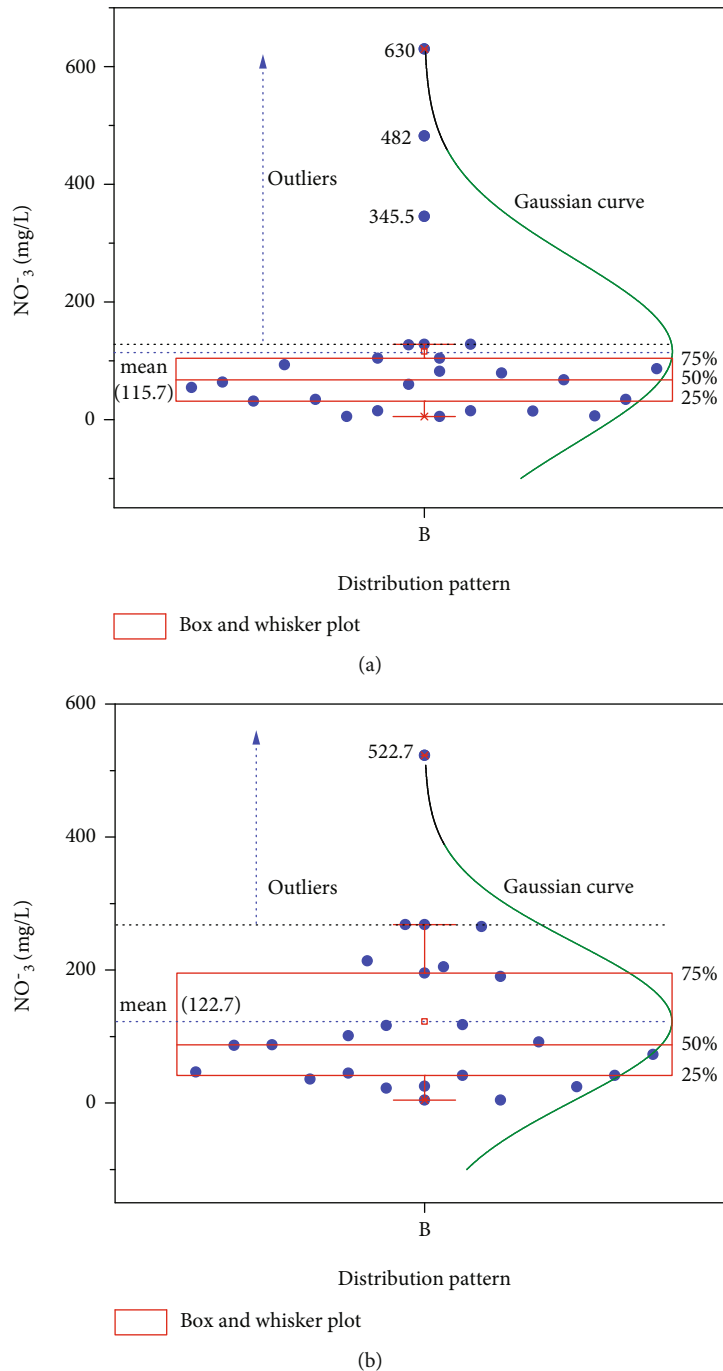 600
400
200
0
NO⁻₃ (mg/L)
630
482
345.5
Outliers
Gaussian curve
mean
(115.7)
75%
50%
25%
B
Distribution pattern
Box and whisker plot
(a)
600
400
200
0
NO⁻₃ (mg/L)
522.7
Outliers
Gaussian curve
mean (122.7)
75%
50%
25%
B
Distribution pattern
Box and whisker plot
(b)